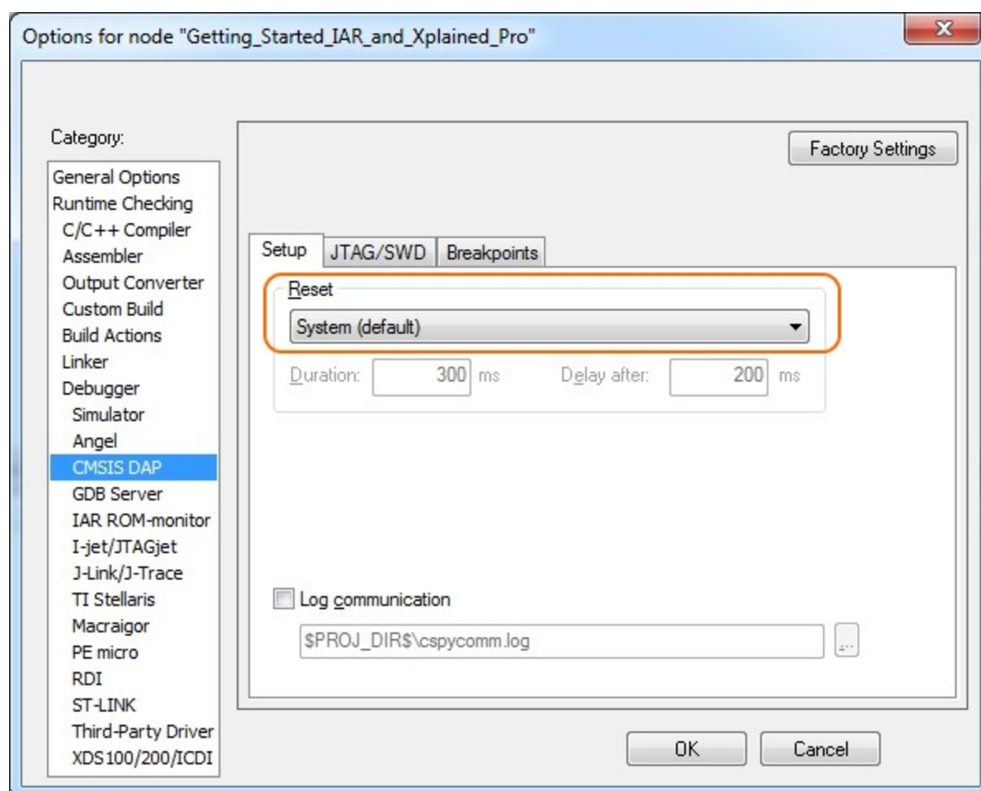 Options for node "Getting_Started_IAR_and_Xplained_Pro"
Category:
Factory Settings
General Options
Runtime Checking
C/C++ Compiler
Assembler
Output Converter
Custom Build
Build Actions
Linker
Debugger
Simulator
Angel
CMSIS DAP
GDB Server
IAR ROM-monitor
I-jet/JTAGjet
J-Link/J-Trace
TI Stellaris
Macraigor
PE micro
RDI
ST-LINK
Third-Party Driver
XDS100/200/ICDI
Setup JTAG/SWD Breakpoints
Reset
System (default)
Duration: 300 ms Delay after: 200 ms
Log communication
$PROJ_DIR$\cspycomm.log
...
OK Cancel